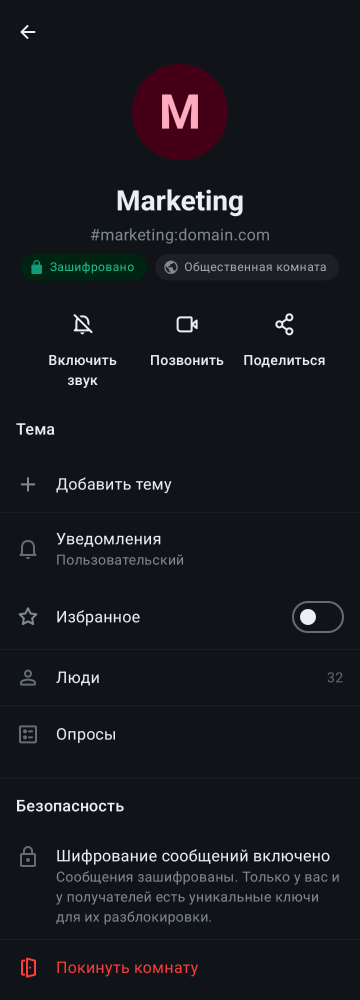 M
Marketing
#marketing:domain.com
Зашифровано
Общественная комната
Включить
звук
Позвонить
Поделиться
Тема
Добавить тему
Уведомления
Пользовательский
Избранное
Люди
32
Опросы
Безопасность
Шифрование сообщений включено
Сообщения зашифрованы. Только у вас и
у получателей есть уникальные ключи
для их разблокировки.
Покинуть комнату